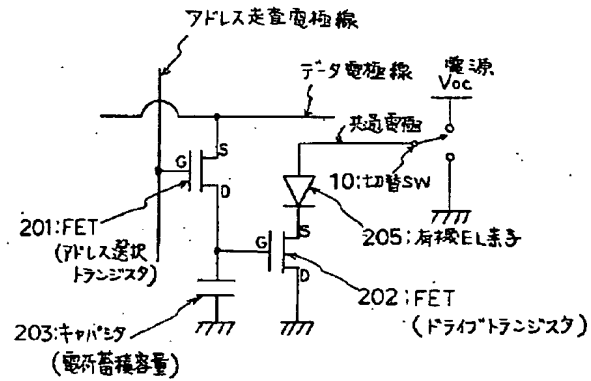 アドレス走査電極線
データ電極線
電源
Voc
共通電極
G
S
D
10:切替SW
201:FET
(アドレス選択
トランジスタ)
205:有機EL素子
G
S
D
202:FET
(ドライブトランジスタ)
203:キャパシタ
(電荷蓄積容量)